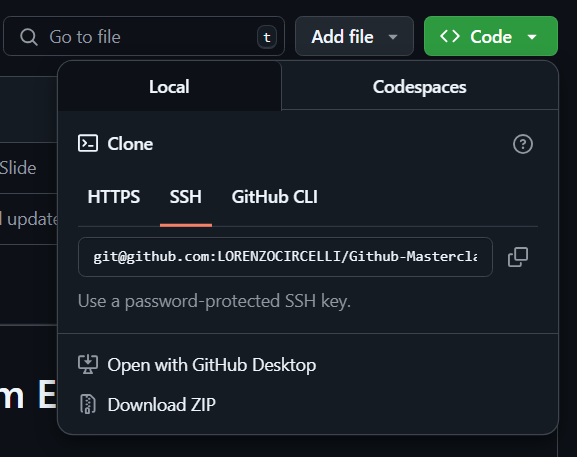 Go to file t Add file Code
Local Codespaces
Clone
Slide
HTTPS SSH GitHub CLI
update
git@github.com:LORENZOCIRCELLI/Github-Mastercla
Use a password-protected SSH key.
Open with GitHub Desktop
m E
Download ZIP